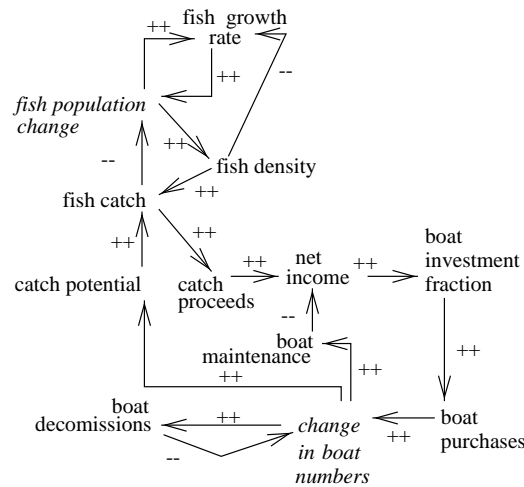 fish growth
rate
++
++
--
fish population
change
++
--
fish density
++
fish catch
++
++
net
income
boat
investment
fraction
++
++
catch potential
catch
proceeds
--
boat
maintenance
++
++
++
boat
decomissions
++
change
in boat
numbers
++
boat
purchases
--